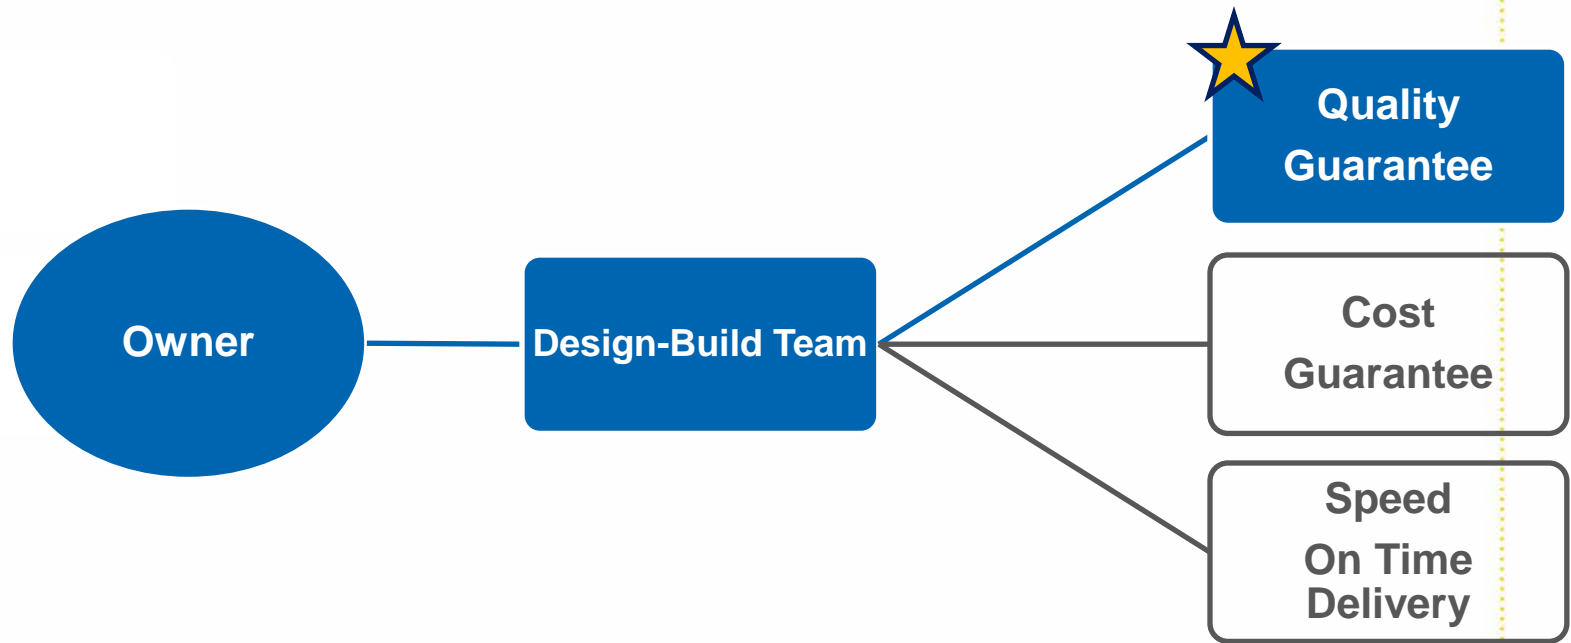 Quality
Guarantee
Owner
Design-Build Team
Cost
Guarantee
Speed
On Time
Delivery